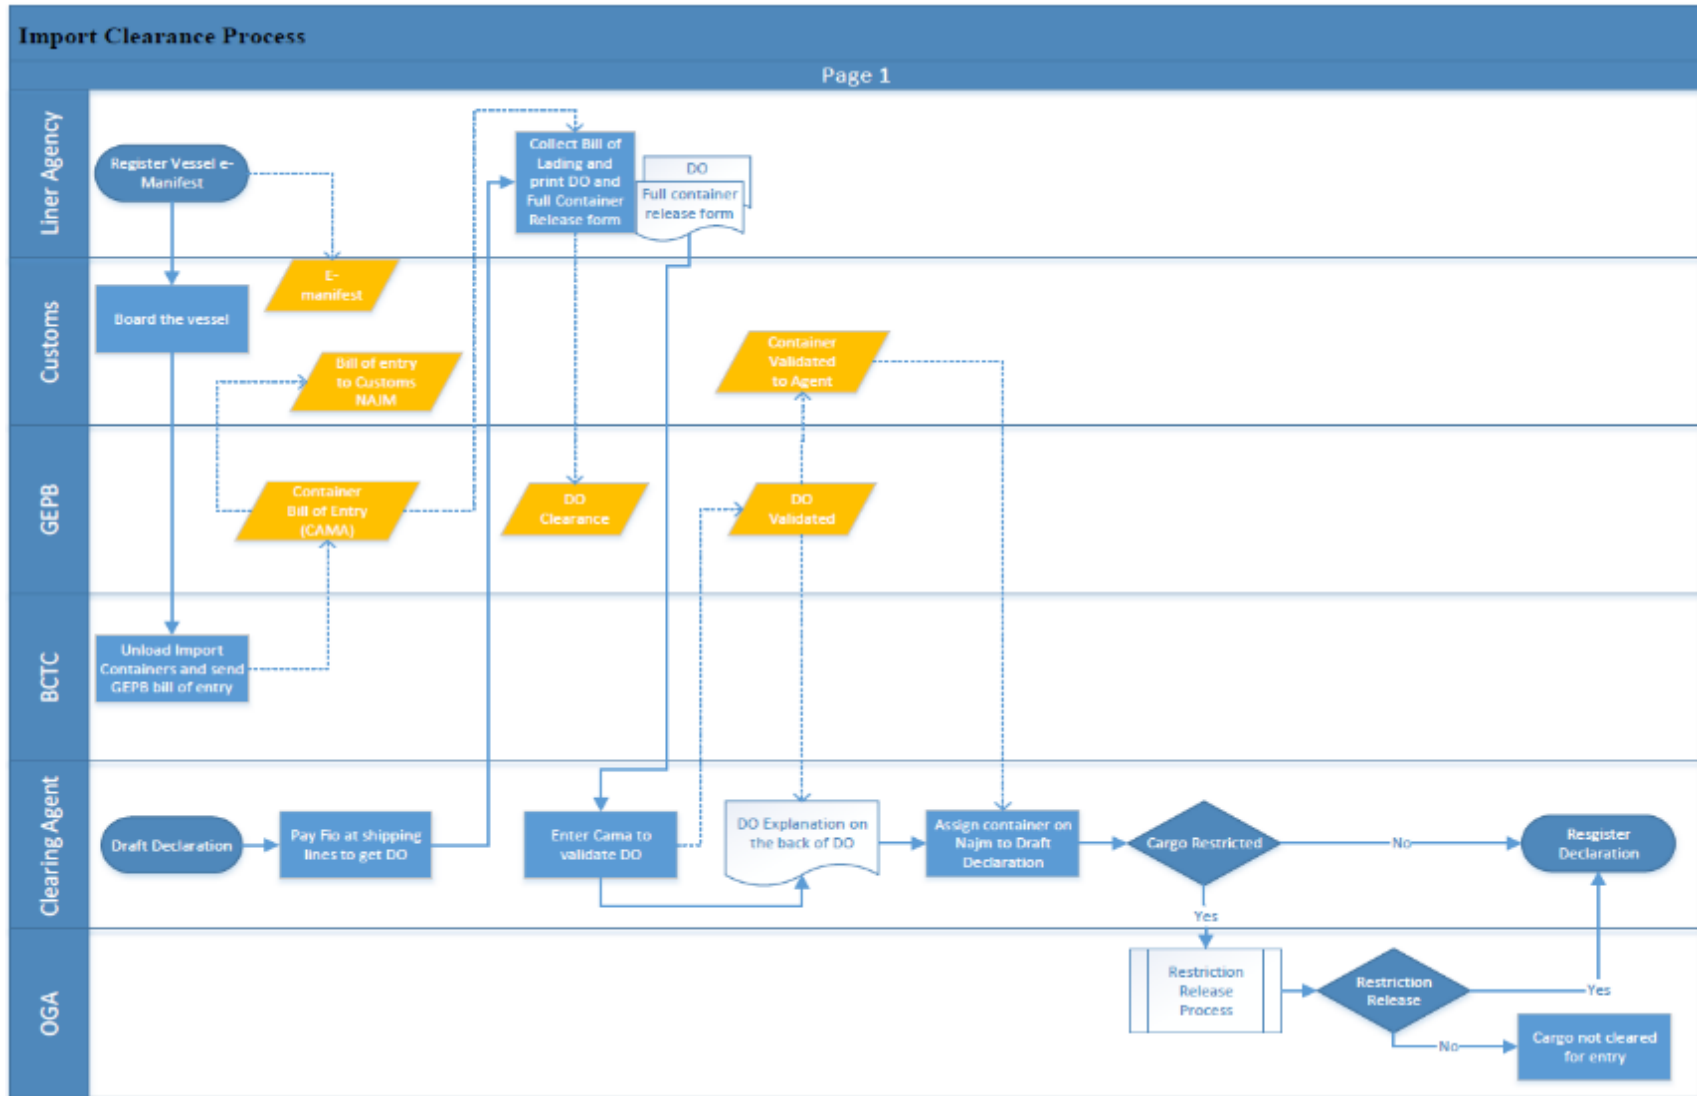 Import Clearance Process
Page 1
Liner Agency
Register Vessel e-
Manifest
Collect Bill of
Lading and
print DO and
Full Container
Release form
DO
Full container
release form
Customs
E-
manifest
Board the vessel
Bill of entry
to Customs
NAJM
Container
Validated
to Agent
GEPB
Container
Bill of Entry
(CAMA)
DO
Clearance
DO
Validated
BCTC
Unload Import
Containers and send
GEPB bill of entry
Clearing Agent
Draft Declaration
Pay Fio at shipping
lines to get DO
Enter Cama to
validate DO
DO Explanation on
the back of DO
Assign container on
Najm to Draft
Declaration
Cargo Restricted
No
Resgister
Declaration
Yes
OGA
Restriction
Release
Process
Restriction
Release
Yes
No
Cargo not cleared
for entry